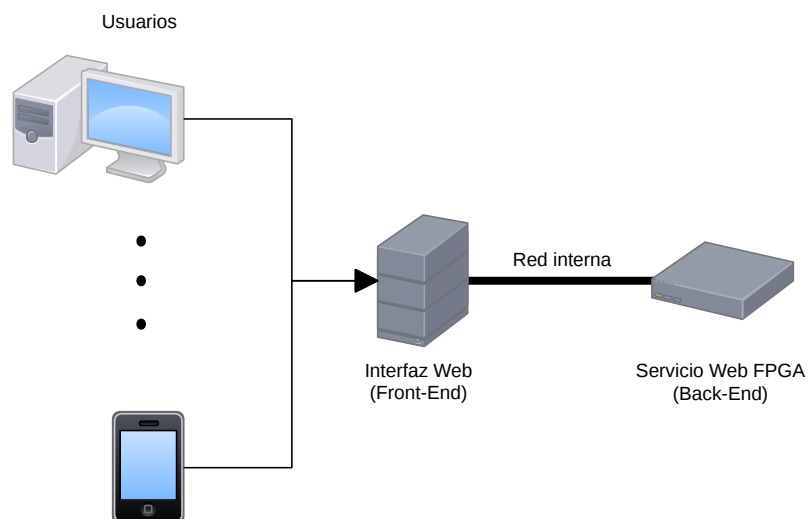 Usuarios
Red interna
Interfaz Web
(Front-End)
Servicio Web FPGA
(Back-End)